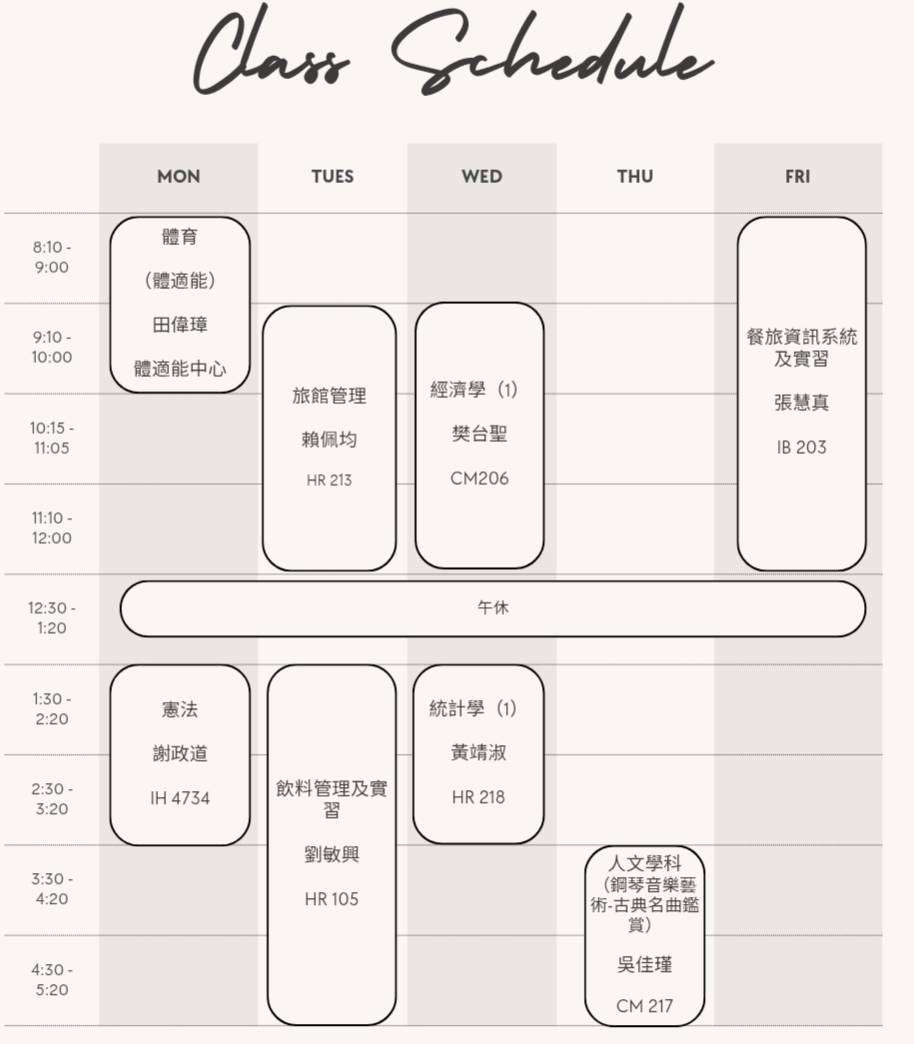 Class Schedule
MON
TUES
WED
THU
FRI
8:10 -
9:00
9:10 -
10:00
10:15 -
11:05
11:10 -
12:00
12:30 -
1:20
1:30 -
2:20
2:30 -
3:20
3:30 -
4:20
4:30 -
5:20
體育
（體適能）
田偉璋
體適能中心
憲法
謝政道
IH 4734
旅館管理
賴佩均
HR 213
飲料管理及實
習
劉敏興
HR 105
經濟學（1）
樊台聖
CM206
統計學（1）
黃靖淑
HR 218
人文學科
（鋼琴音樂藝
術-古典名曲鑑
賞）
吳佳瑾
CM 217
餐旅資訊系統
及實習
張慧真
IB 203
午休